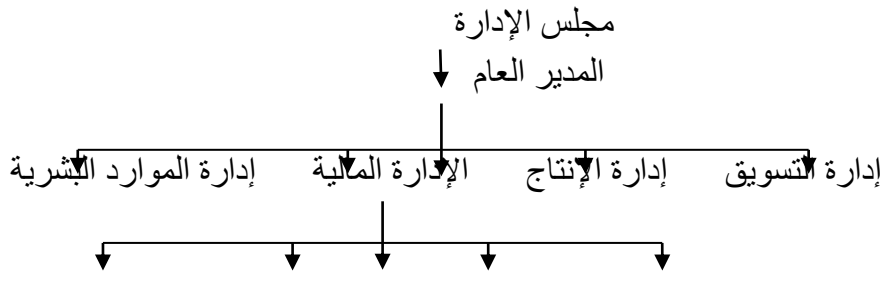 مجلس الإدارة
المدير العام
إدارة التسويق إدارة الإنتاج الإدارة المالية إدارة الموارد البشرية